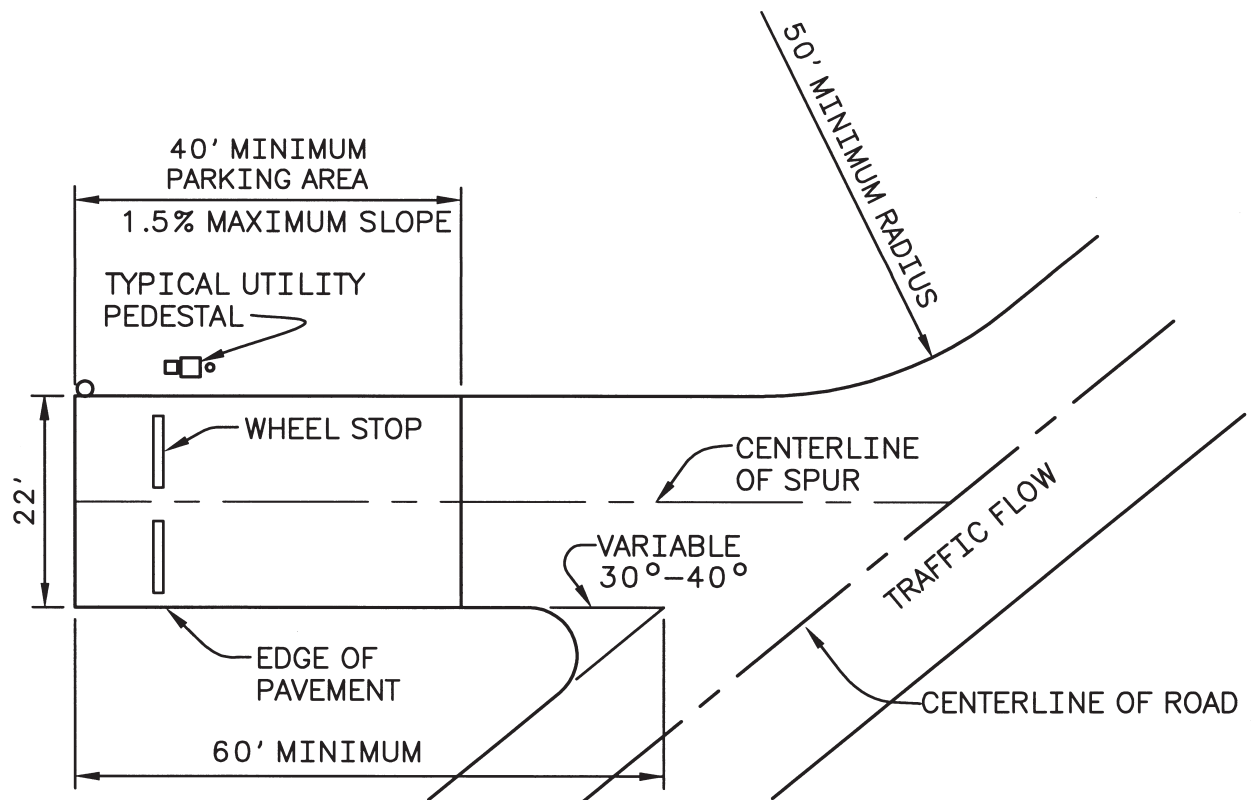 50' MINIMUM RADIUS
40' MINIMUM
PARKING AREA
1.5% MAXIMUM SLOPE
TYPICAL UTILITY
PEDESTAL
WHEEL STOP
CENTERLINE
OF SPUR
22'
TRAFFIC FLOW
VARIABLE
30°-40°
EDGE OF
PAVEMENT
CENTERLINE OF ROAD
60' MINIMUM